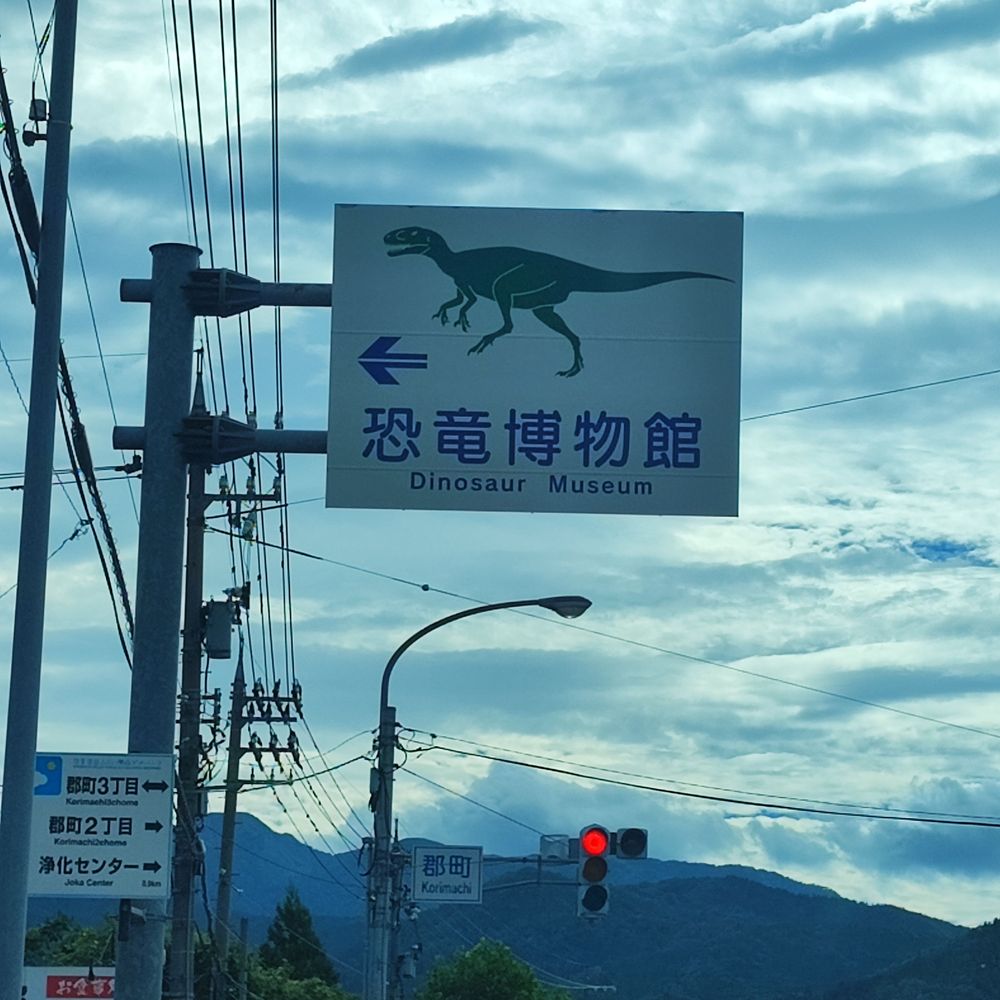 恐竜博物館
Dinosaur Museum
郡町3丁目
Korimachi3chome
郡町2丁目
Korimachi2chome
浄化センター
Joka Center
郡町
Korimachi